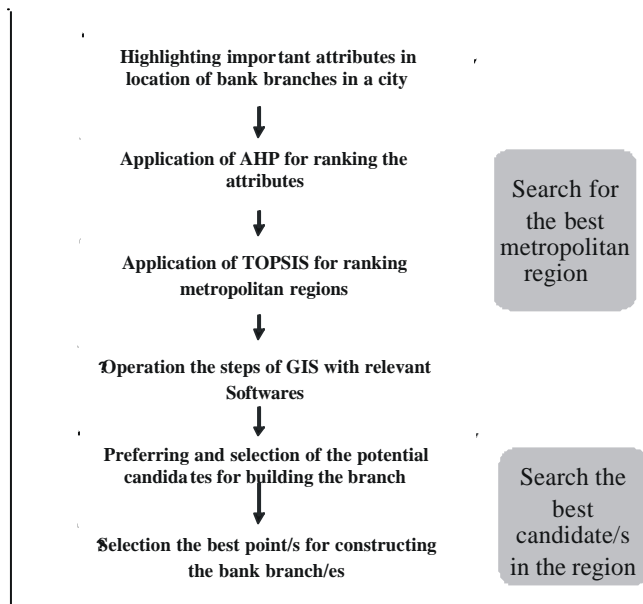 Highlighting important attributes in
location of bank branches in a city
Application of AHP for ranking the
attributes
Application of TOPSIS for ranking
metropolitan regions
Operation the steps of GIS with relevant
Softwares
Preferring and selection of the potential
candidates for building the branch
Selection the best point/s for constructing
the bank branch/es
Search for
the best
metropolitan
region
Search the
best
candidate/s
in the region